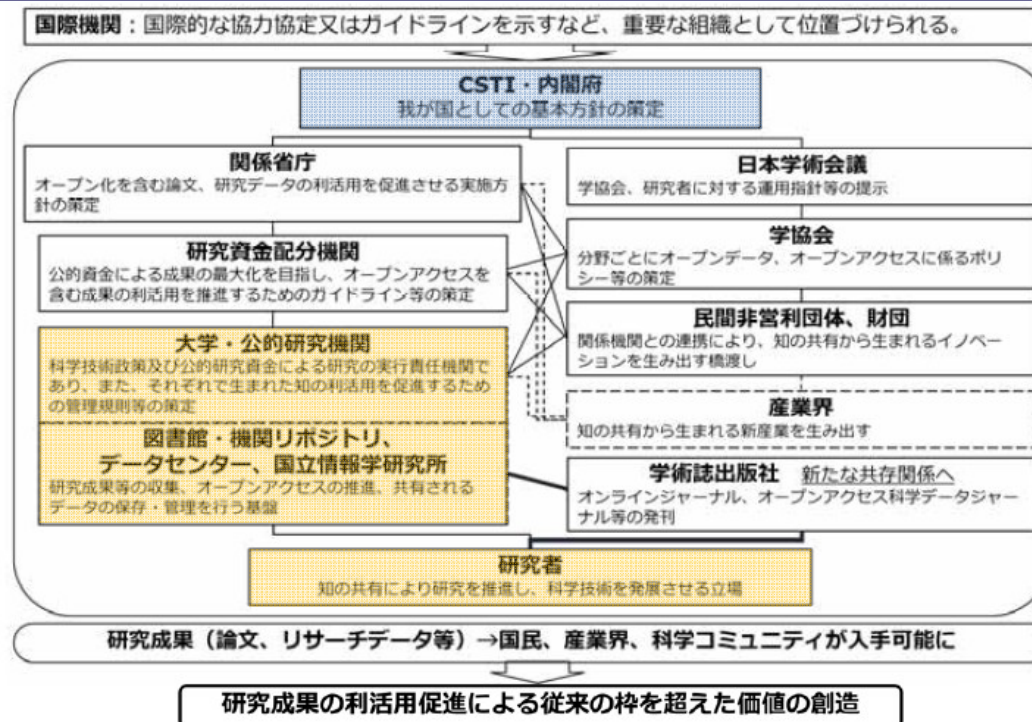 国際機関：国際的な協力協定又はガイドラインを示すなど、重要な組織として位置づけられる。
CSTI・内閣府
我が国としての基本方針の策定
関係省庁
オープン化を含む論文、研究データの利活用を促進させる実施方
針の策定
研究資金配分機関
公的資金による成果の最大化を目指し、オープンアクセスを
含む成果の利活用を推進するためのガイドライン等の策定
大学・公的研究機関
科学技術政策及び公的研究資金による研究の実行責任機関で
あり、また、それぞれで生まれた知の利活用を促進するため
の管理規則等の策定
図書館・機関リポジトリ、
データセンター、国立情報学研究所
研究成果等の収集、オープンアクセスの推進、共有される
データの保存・管理を行う基盤
日本学術会議
学協会、研究者に対する運用指針等の提示
学協会
分野ごとにオープンデータ、オープンアクセスに係るポリ
シー等の策定
民間非営利団体、財団
関係機関との連携により、知の共有から生まれるイノベー
ションを生み出す橋渡し
産業界
知の共有から生まれる新産業を生み出す
学術誌出版社 新たな共存関係へ
オンラインジャーナル、オープンアクセス科学データジャー
ナル等の発刊
研究者
知の共有により研究を推進し、科学技術を発展させる立場
研究成果（論文、リサーチデータ等）→国民、産業界、科学コミュニティが入手可能に
研究成果の利活用促進による従来の枠を超えた価値の創造